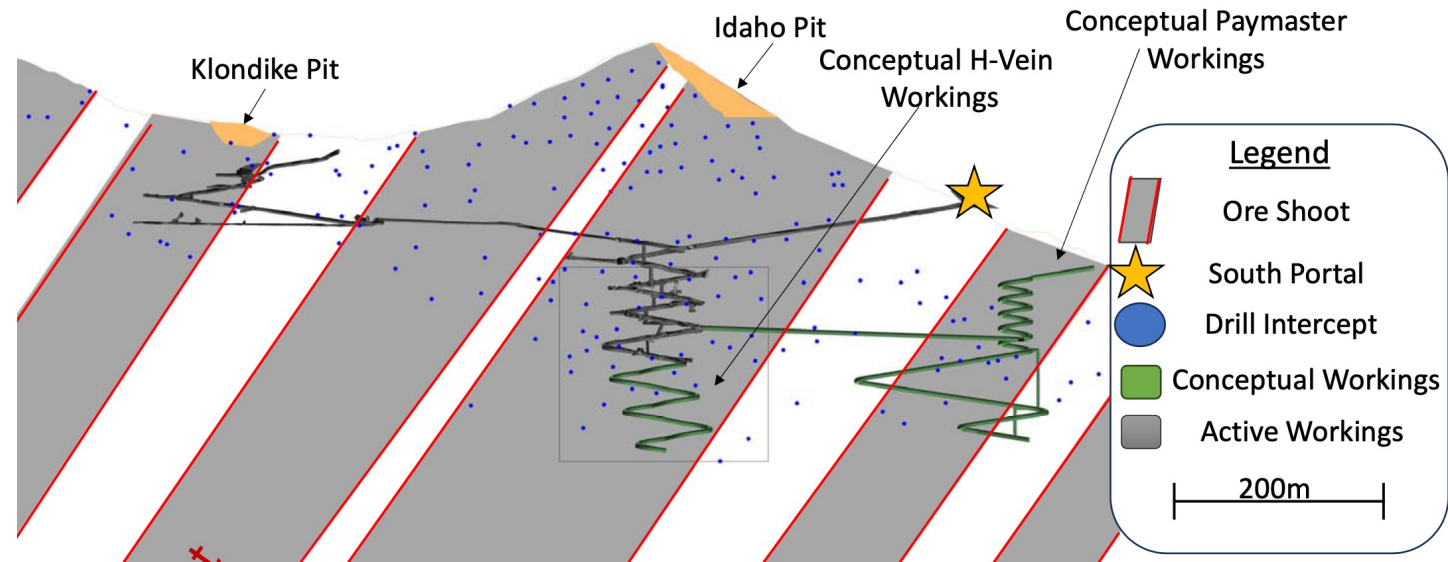 Klondike Pit
Idaho Pit
Conceptual H-Vein
Workings
Conceptual Paymaster
Workings
Legend
Ore Shoot
South Portal
Drill Intercept
Conceptual Workings
Active Workings
200m